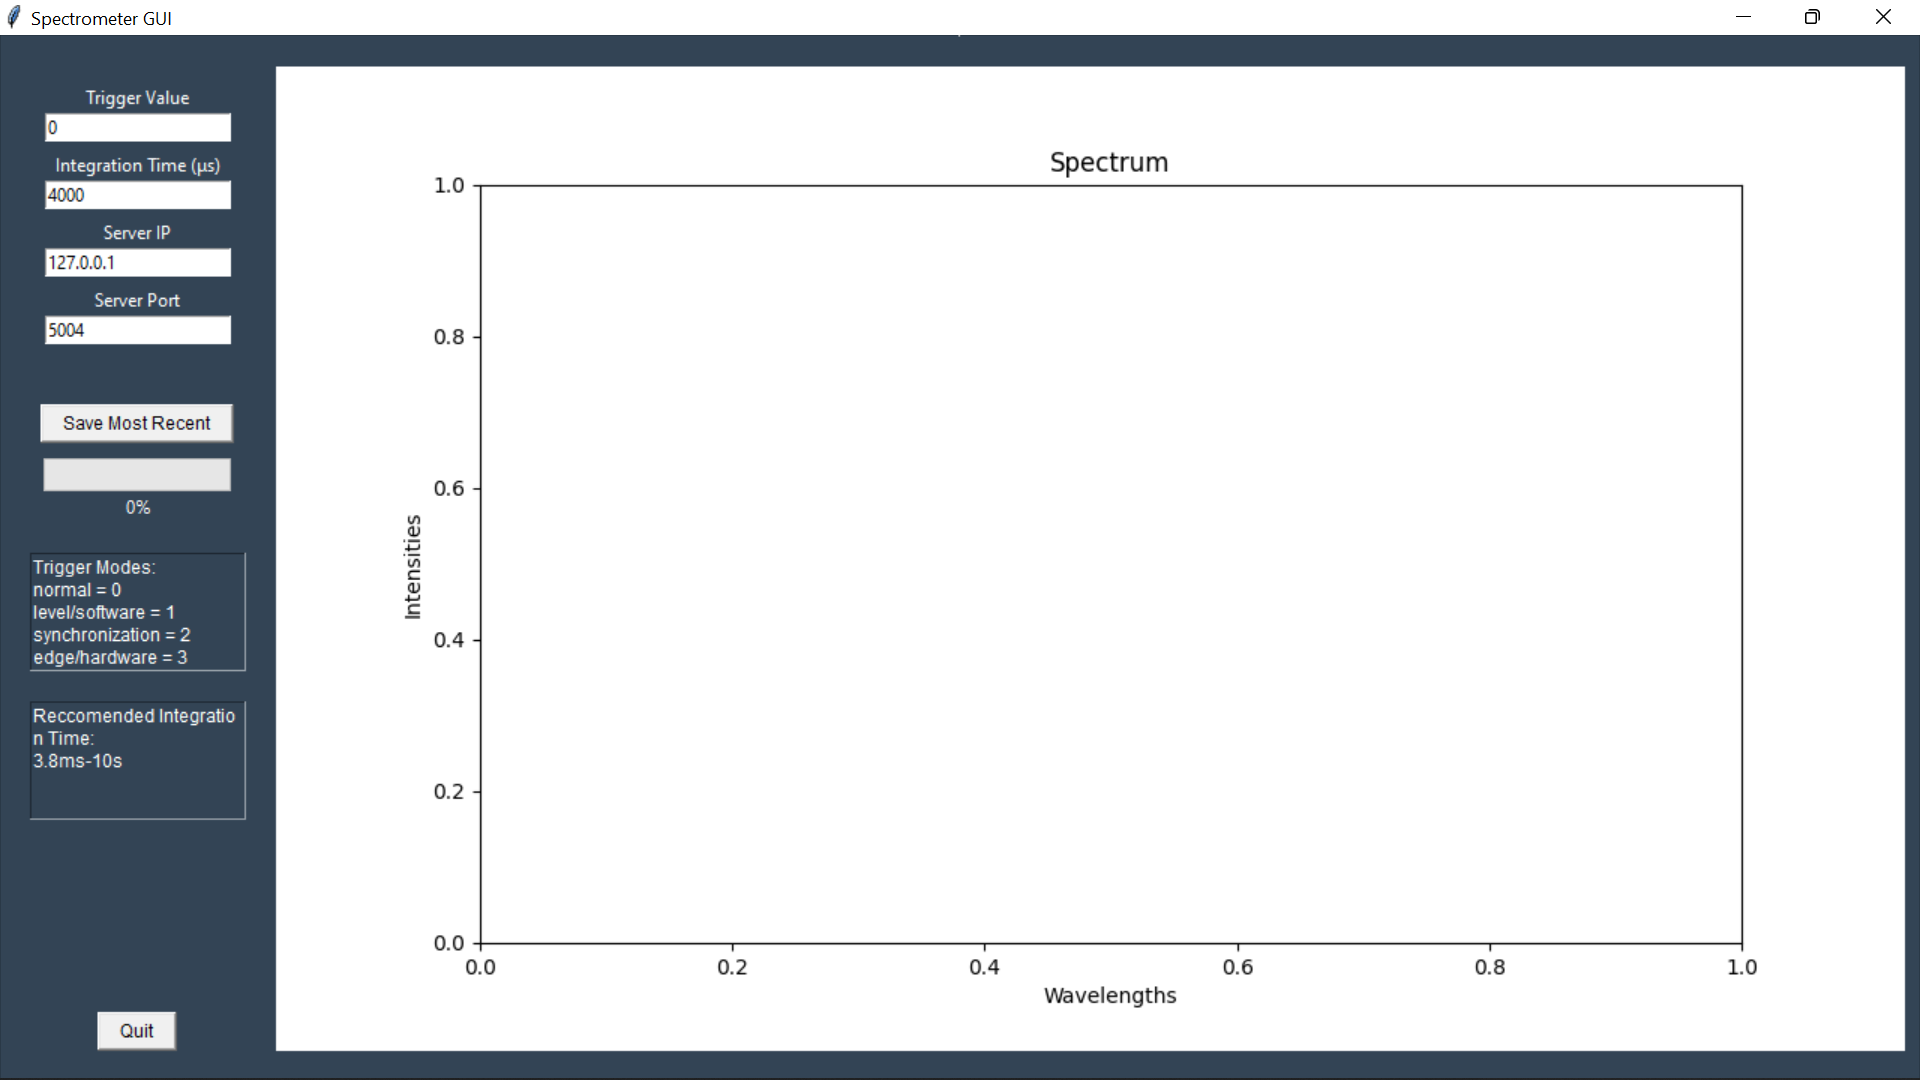 Spectrometer GUI
Trigger Value
0
Integration Time (µs)
4000
Server IP
127.0.0.1
Server Port
5004
Save Most Recent
0%
Trigger Modes:
normal = 0
level/software = 1
synchronization = 2
edge/hardware = 3
Reccomended Integratio
n Time:
3.8ms-10s
Quit
Spectrum
1.0
0.8
0.6
0.4
0.2
0.0
Intensities
0.0 0.2 0.4 0.6 0.8 1.0
Wavelengths